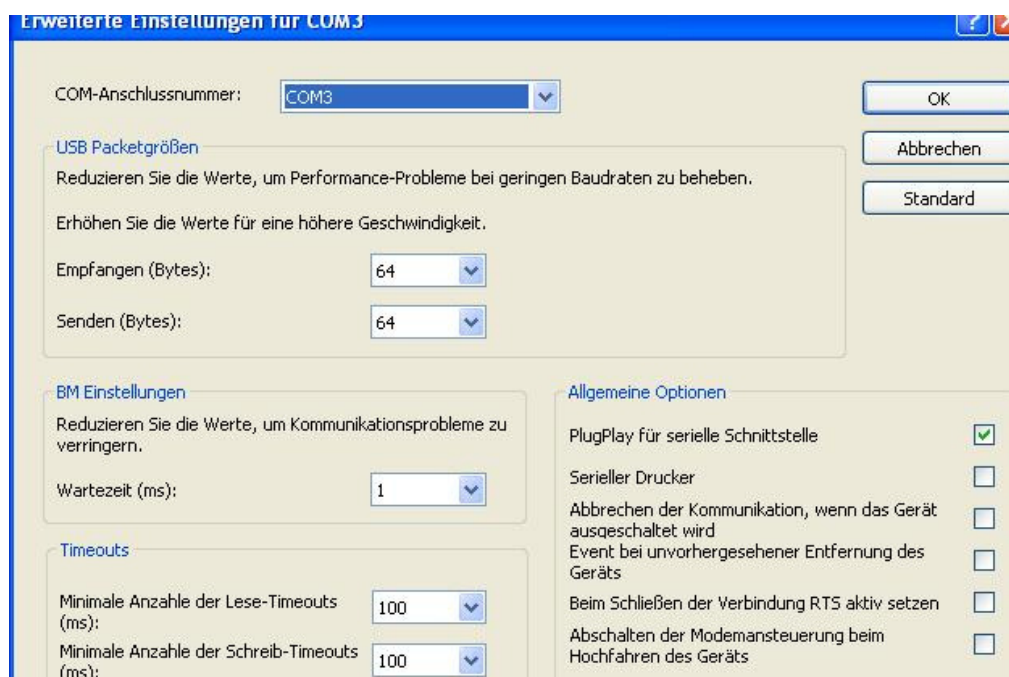 Erweiterte Einstellungen für COM3
COM-Anschlussnummer:
COM3
OK
Abbrechen
Standard
USB Packetgrößen
Reduzieren Sie die Werte, um Performance-Probleme bei geringen Baudraten zu beheben.
Erhöhen Sie die Werte für eine höhere Geschwindigkeit.
Empfangen (Bytes):
64
Senden (Bytes):
64
BM Einstellungen
Reduzieren Sie die Werte, um Kommunikationsprobleme zu
verringern.
Wartezeit (ms):
1
Timeouts
Minimale Anzahle der Lese-Timeouts
(ms):
100
Minimale Anzahle der Schreib-Timeouts
(ms):
100
Allgemeine Optionen
PlugPlay für serielle Schnittstelle
Serieller Drucker
Abbrechen der Kommunikation, wenn das Gerät
ausgeschaltet wird
Event bei unvorhergesehener Entfernung des
Geräts
Beim Schließen der Verbindung RTS aktiv setzen
Abschalten der Modemansteuerung beim
Hochfahren des Geräts